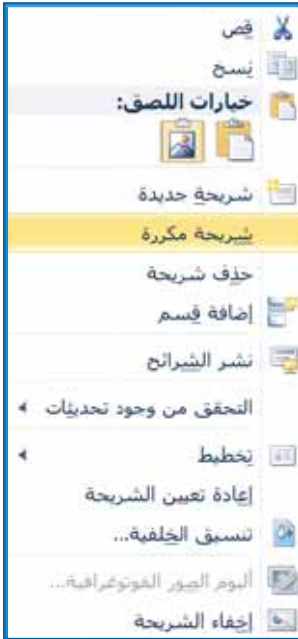 قص
نسخ
خيارات اللصق:
شريحة جديدة
شريحة مكررة
حذف شريحة
إضافة قسم
نشر الشرائح
التحقق من وجود تحديثات
تخطيط
إعادة تعيين الشريحة
تنسيق الخلفية...
ألبوم الصور الفوتوغرافية...
إخفاء الشريحة